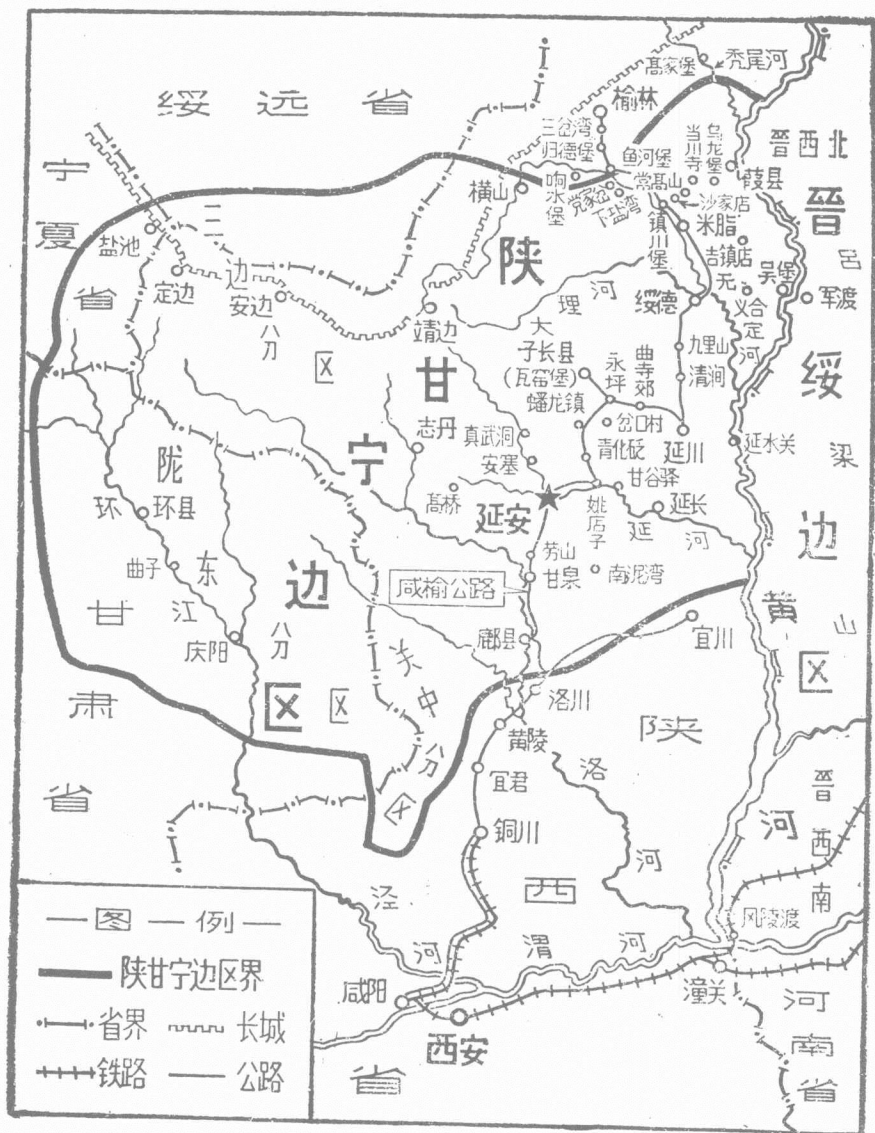 绥远省
宁夏省
高家堡
秃尾河
榆林
三岔湾
归德堡
鱼河堡
响水堡
党家岔
下盐湾
常高山
当川寺
乌龙堡
葭县
沙家店
镇川堡
米脂
横山
晋西北
晋绥边区
吕梁山
盐池
定边
三边分区
安边
靖边
陕甘宁边区
大理河
绥德
吉镇店
吴堡
义合
无定河
军渡
九里山
清涧
子长县
(瓦窑堡)
永坪
曲寺郊
蟠龙镇
岔口村
延川
延水关
志丹
真武洞
安塞
青化砭
甘谷驿
高桥
延安
姚店子
延长
延河
劳山
甘泉
南泥湾
咸榆公路
陇东分区
环县
环江
曲子
庆阳
甘肃省
鄜县
宜川
关中分区
洛川
黄陵
宜君
铜川
洛河
陕西省
黄河
晋西南
泾河
渭河
风陵渡
咸阳
西安
潼关
河南省
图例
陕甘宁边区界
省界
长城
铁路
公路